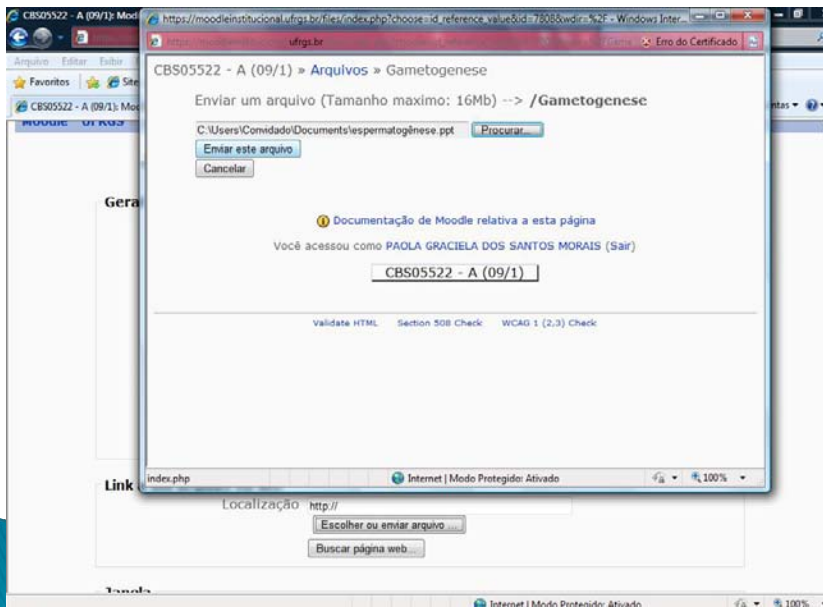 CBS05522 - A (09/1): Mod
https://moodleinstitucional.ufrgs.br/files/index.php?choose=id_reference_value&id=7808&wdir=%2F - Windows Inter...
ufrgs.br
Erro do Certificado
Arquivo Editar Exibir
Favoritos
CBS05522 - A (09/1): Moo
ntas
CBS05522 - A (09/1) » Arquivos » Gametogenese
Enviar um arquivo (Tamanho maximo: 16Mb) --> /Gametogenese
C:\Users\Convidado\Documents\espermatogênese.ppt Procurar...
Enviar este arquivo
Cancelar
Gera
Documentação de Moodle relativa a esta página
Você acessou como PAOLA GRACIELA DOS SANTOS MORAIS (Sair)
CBS05522 - A (09/1)
Validate HTML Section 508 Check WCAG 1 (2,3) Check
index.php Internet | Modo Protegido: Ativado 100%
Link
Localização http://
Escolher ou enviar arquivo ...
Buscar página web...
Janela
Internet | Modo Protegido: Ativado 100%